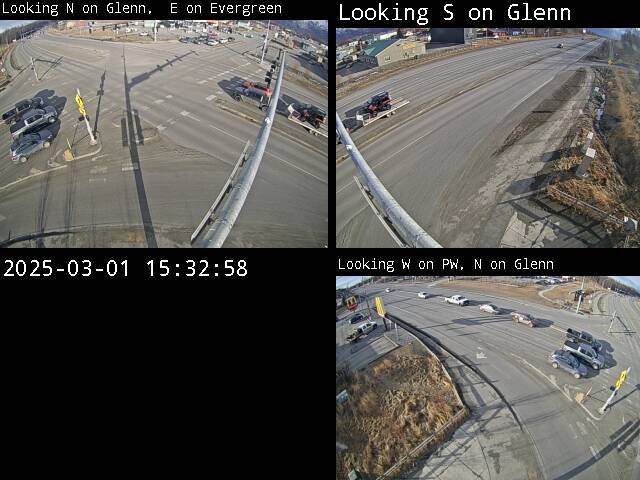 Looking N on Glenn,  E on Evergreen
Looking S on Glenn
2025-03-01 15:32:58
Looking W on PW, N on Glenn